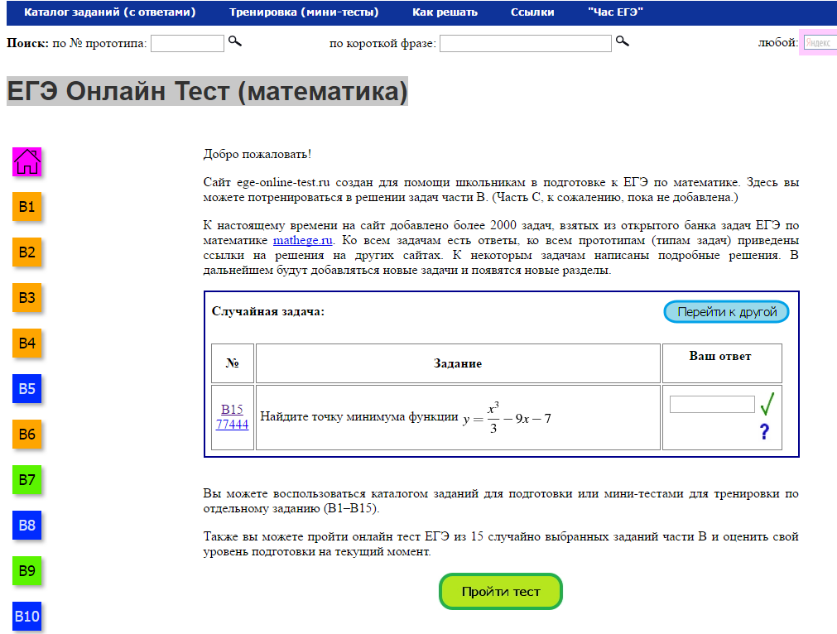 Каталог заданий (с ответами) Тренировка (мини-тесты) Как решать Ссылки "Час ЕГЭ"
Поиск: по № прототипа: по короткой фразе: любой: Яндекс
ЕГЭ Онлайн Тест (математика)
Добро пожаловать!
Сайт ege-online-test.ru создан для помощи школьникам в подготовке к ЕГЭ по математике. Здесь вы
можете потренироваться в решении задач части В. (Часть С, к сожалению, пока не добавлена.)
К настоящему времени на сайт добавлено более 2000 задач, взятых из открытого банка задач ЕГЭ по
математике mathege.ru. Ко всем задачам есть ответы, ко всем прототипам (типам задач) приведены
ссылки на решения на других сайтах. К некоторым задачам написаны подробные решения. В
дальнейшем будут добавляться новые задачи и появятся новые разделы.
Случайная задача: Перейти к другой
№ Задание Ваш ответ
B15
77444
Найдите точку минимума функции y = x³/3 − 9x − 7
?
Вы можете воспользоваться каталогом заданий для подготовки или мини-тестами для тренировки по
отдельному заданию (В1–В15).
Также вы можете пройти онлайн тест ЕГЭ из 15 случайно выбранных заданий части В и оценить свой
уровень подготовки на текущий момент.
Пройти тест
B1
B2
B3
B4
B5
B6
B7
B8
B9
B10